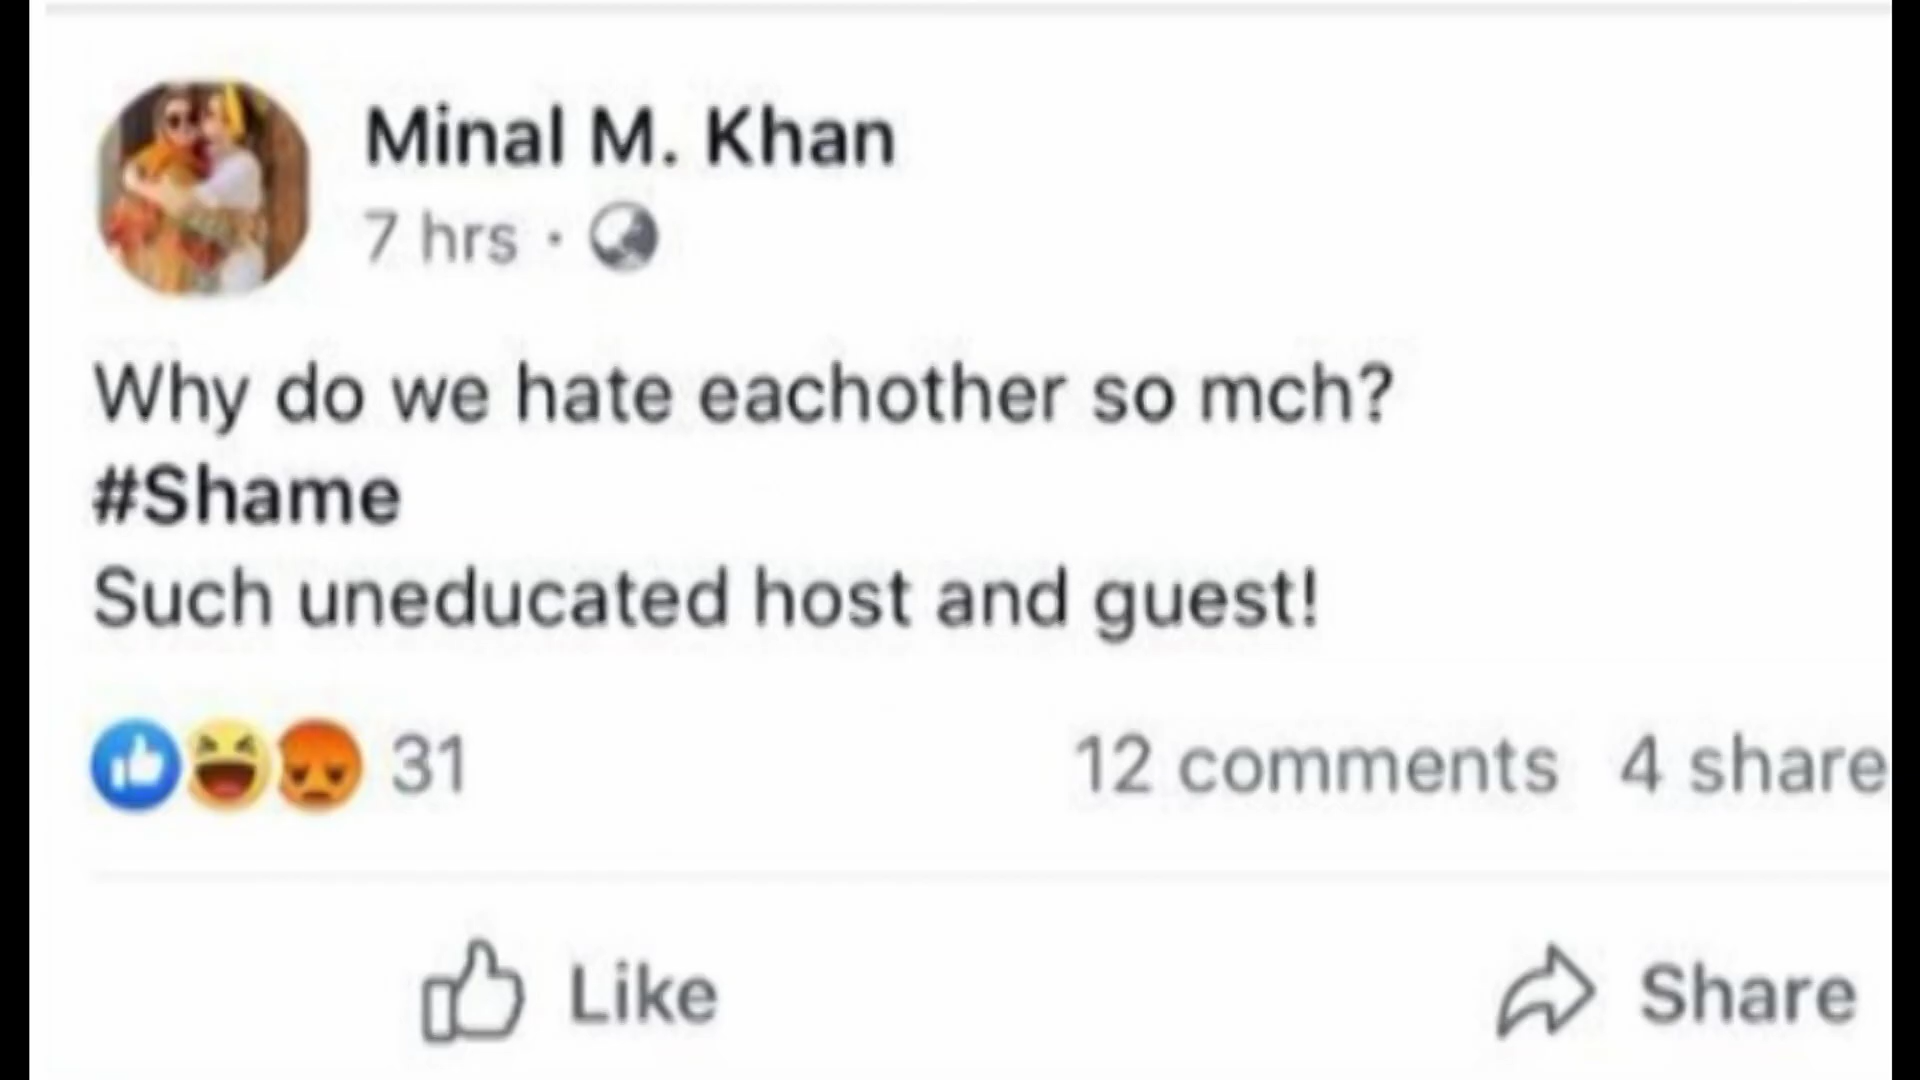 Minal M. Khan
7 hrs ·
Why do we hate eachother so mch?
#Shame
Such uneducated host and guest!
31 12 comments 4 share
Like Share